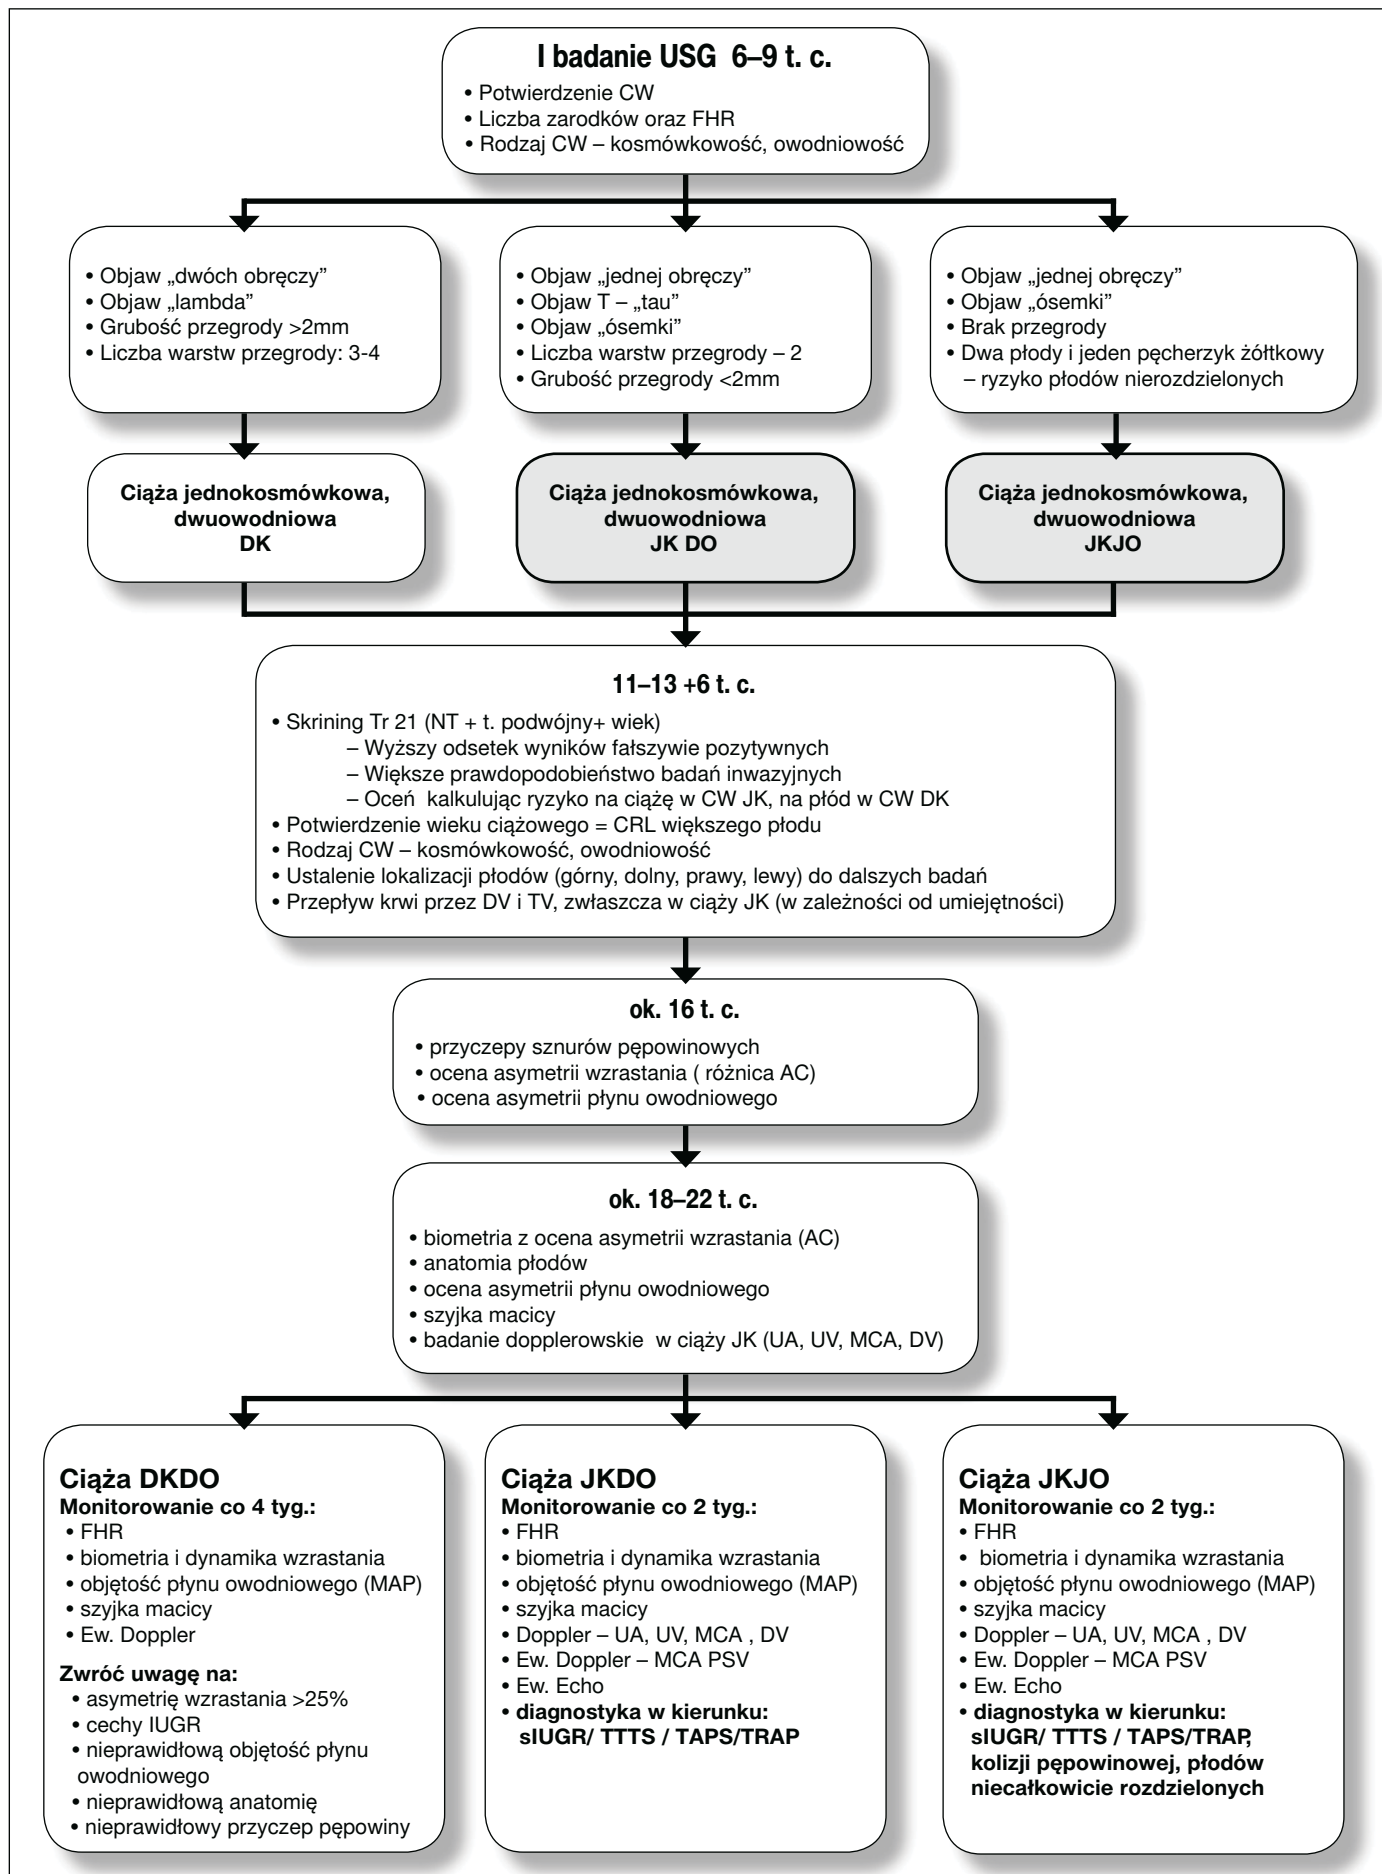 I badanie USG 6–9 t. c.
• Potwierdzenie CW
• Liczba zarodków oraz FHR
• Rodzaj CW – kosmówkowość, owodniowość
• Objaw „dwóch obręczy”
• Objaw „lambda”
• Grubość przegrody >2mm
• Liczba warstw przegrody: 3-4
• Objaw „jednej obręczy”
• Objaw T – „tau”
• Objaw „ósemki”
• Liczba warstw przegrody – 2
• Grubość przegrody <2mm
• Objaw „jednej obręczy”
• Objaw „ósemki”
• Brak przegrody
• Dwa płody i jeden pęcherzyk żółtkowy
– ryzyko płodów nierozdzielonych
Ciąża jednokosmówkowa,
dwuowodniowa
DK
Ciąża jednokosmówkowa,
dwuowodniowa
JK DO
Ciąża jednokosmówkowa,
dwuowodniowa
JKJO
11–13 +6 t. c.
• Skrining Tr 21 (NT + t. podwójny+ wiek)
– Wyższy odsetek wyników fałszywie pozytywnych
– Większe prawdopodobieństwo badań inwazyjnych
– Oceń kalkulując ryzyko na ciążę w CW JK, na płód w CW DK
• Potwierdzenie wieku ciążowego = CRL większego płodu
• Rodzaj CW – kosmówkowość, owodniowość
• Ustalenie lokalizacji płodów (górny, dolny, prawy, lewy) do dalszych badań
• Przepływ krwi przez DV i TV, zwłaszcza w ciąży JK (w zależności od umiejętności)
ok. 16 t. c.
• przyczepy sznurów pępowinowych
• ocena asymetrii wzrastania ( różnica AC)
• ocena asymetrii płynu owodniowego
ok. 18–22 t. c.
• biometria z ocena asymetrii wzrastania (AC)
• anatomia płodów
• ocena asymetrii płynu owodniowego
• szyjka macicy
• badanie dopplerowskie w ciąży JK (UA, UV, MCA, DV)
Ciąża DKDO
Monitorowanie co 4 tyg.:
• FHR
• biometria i dynamika wzrastania
• objętość płynu owodniowego (MAP)
• szyjka macicy
• Ew. Doppler
Zwróć uwagę na:
• asymetrię wzrastania >25%
• cechy IUGR
• nieprawidłową objętość płynu
owodniowego
• nieprawidłową anatomię
• nieprawidłowy przyczep pępowiny
Ciąża JKDO
Monitorowanie co 2 tyg.:
• FHR
• biometria i dynamika wzrastania
• objętość płynu owodniowego (MAP)
• szyjka macicy
• Doppler – UA, UV, MCA , DV
• Ew. Doppler – MCA PSV
• Ew. Echo
• diagnostyka w kierunku:
sIUGR/ TTTS / TAPS/TRAP
Ciąża JKJO
Monitorowanie co 2 tyg.:
• FHR
• biometria i dynamika wzrastania
• objętość płynu owodniowego (MAP)
• szyjka macicy
• Doppler – UA, UV, MCA , DV
• Ew. Doppler – MCA PSV
• Ew. Echo
• diagnostyka w kierunku:
sIUGR/ TTTS / TAPS/TRAP,
kolizji pępowinowej, płodów
niecałkowicie rozdzielonych